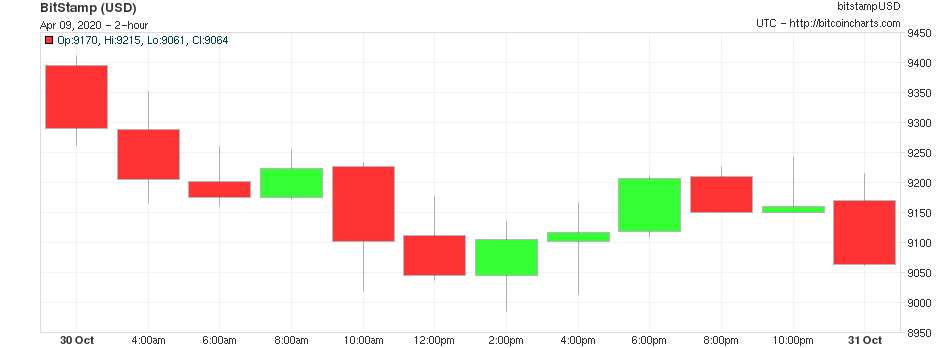 BitStamp (USD)
bitstampUSD
Apr 09, 2020 - 2-hour
UTC - http://bitcoincharts.com
Op:9170, Hi:9215, Lo:9061, Cl:9064
9450
9400
9350
9300
9250
9200
9150
9100
9050
9000
8950
30 Oct 4:00am 6:00am 8:00am 10:00am 12:00pm 2:00pm 4:00pm 6:00pm 8:00pm 10:00pm 31 Oct